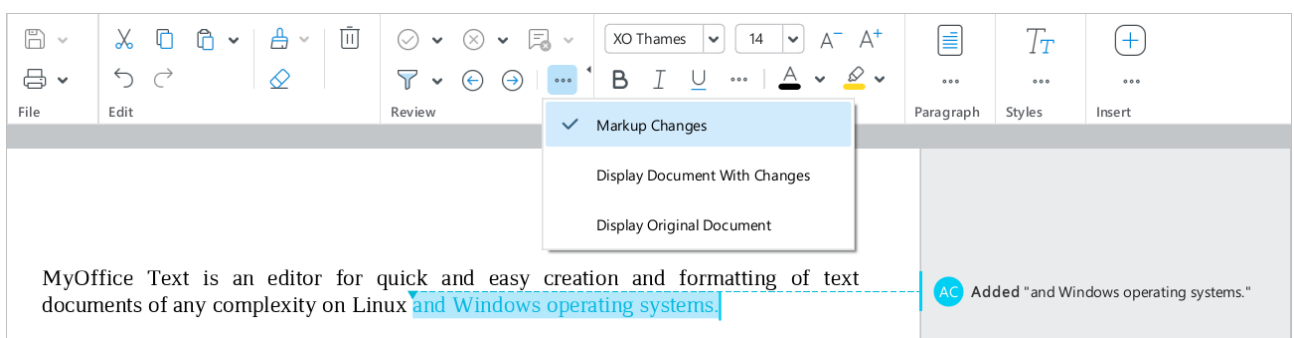 XO Thames 14 A⁻ A⁺ Tт
B I U A
File Edit Review Paragraph Styles Insert
Markup Changes
Display Document With Changes
Display Original Document
MyOffice Text is an editor for quick and easy creation and formatting of text
documents of any complexity on Linux and Windows operating systems.
AC Added "and Windows operating systems."